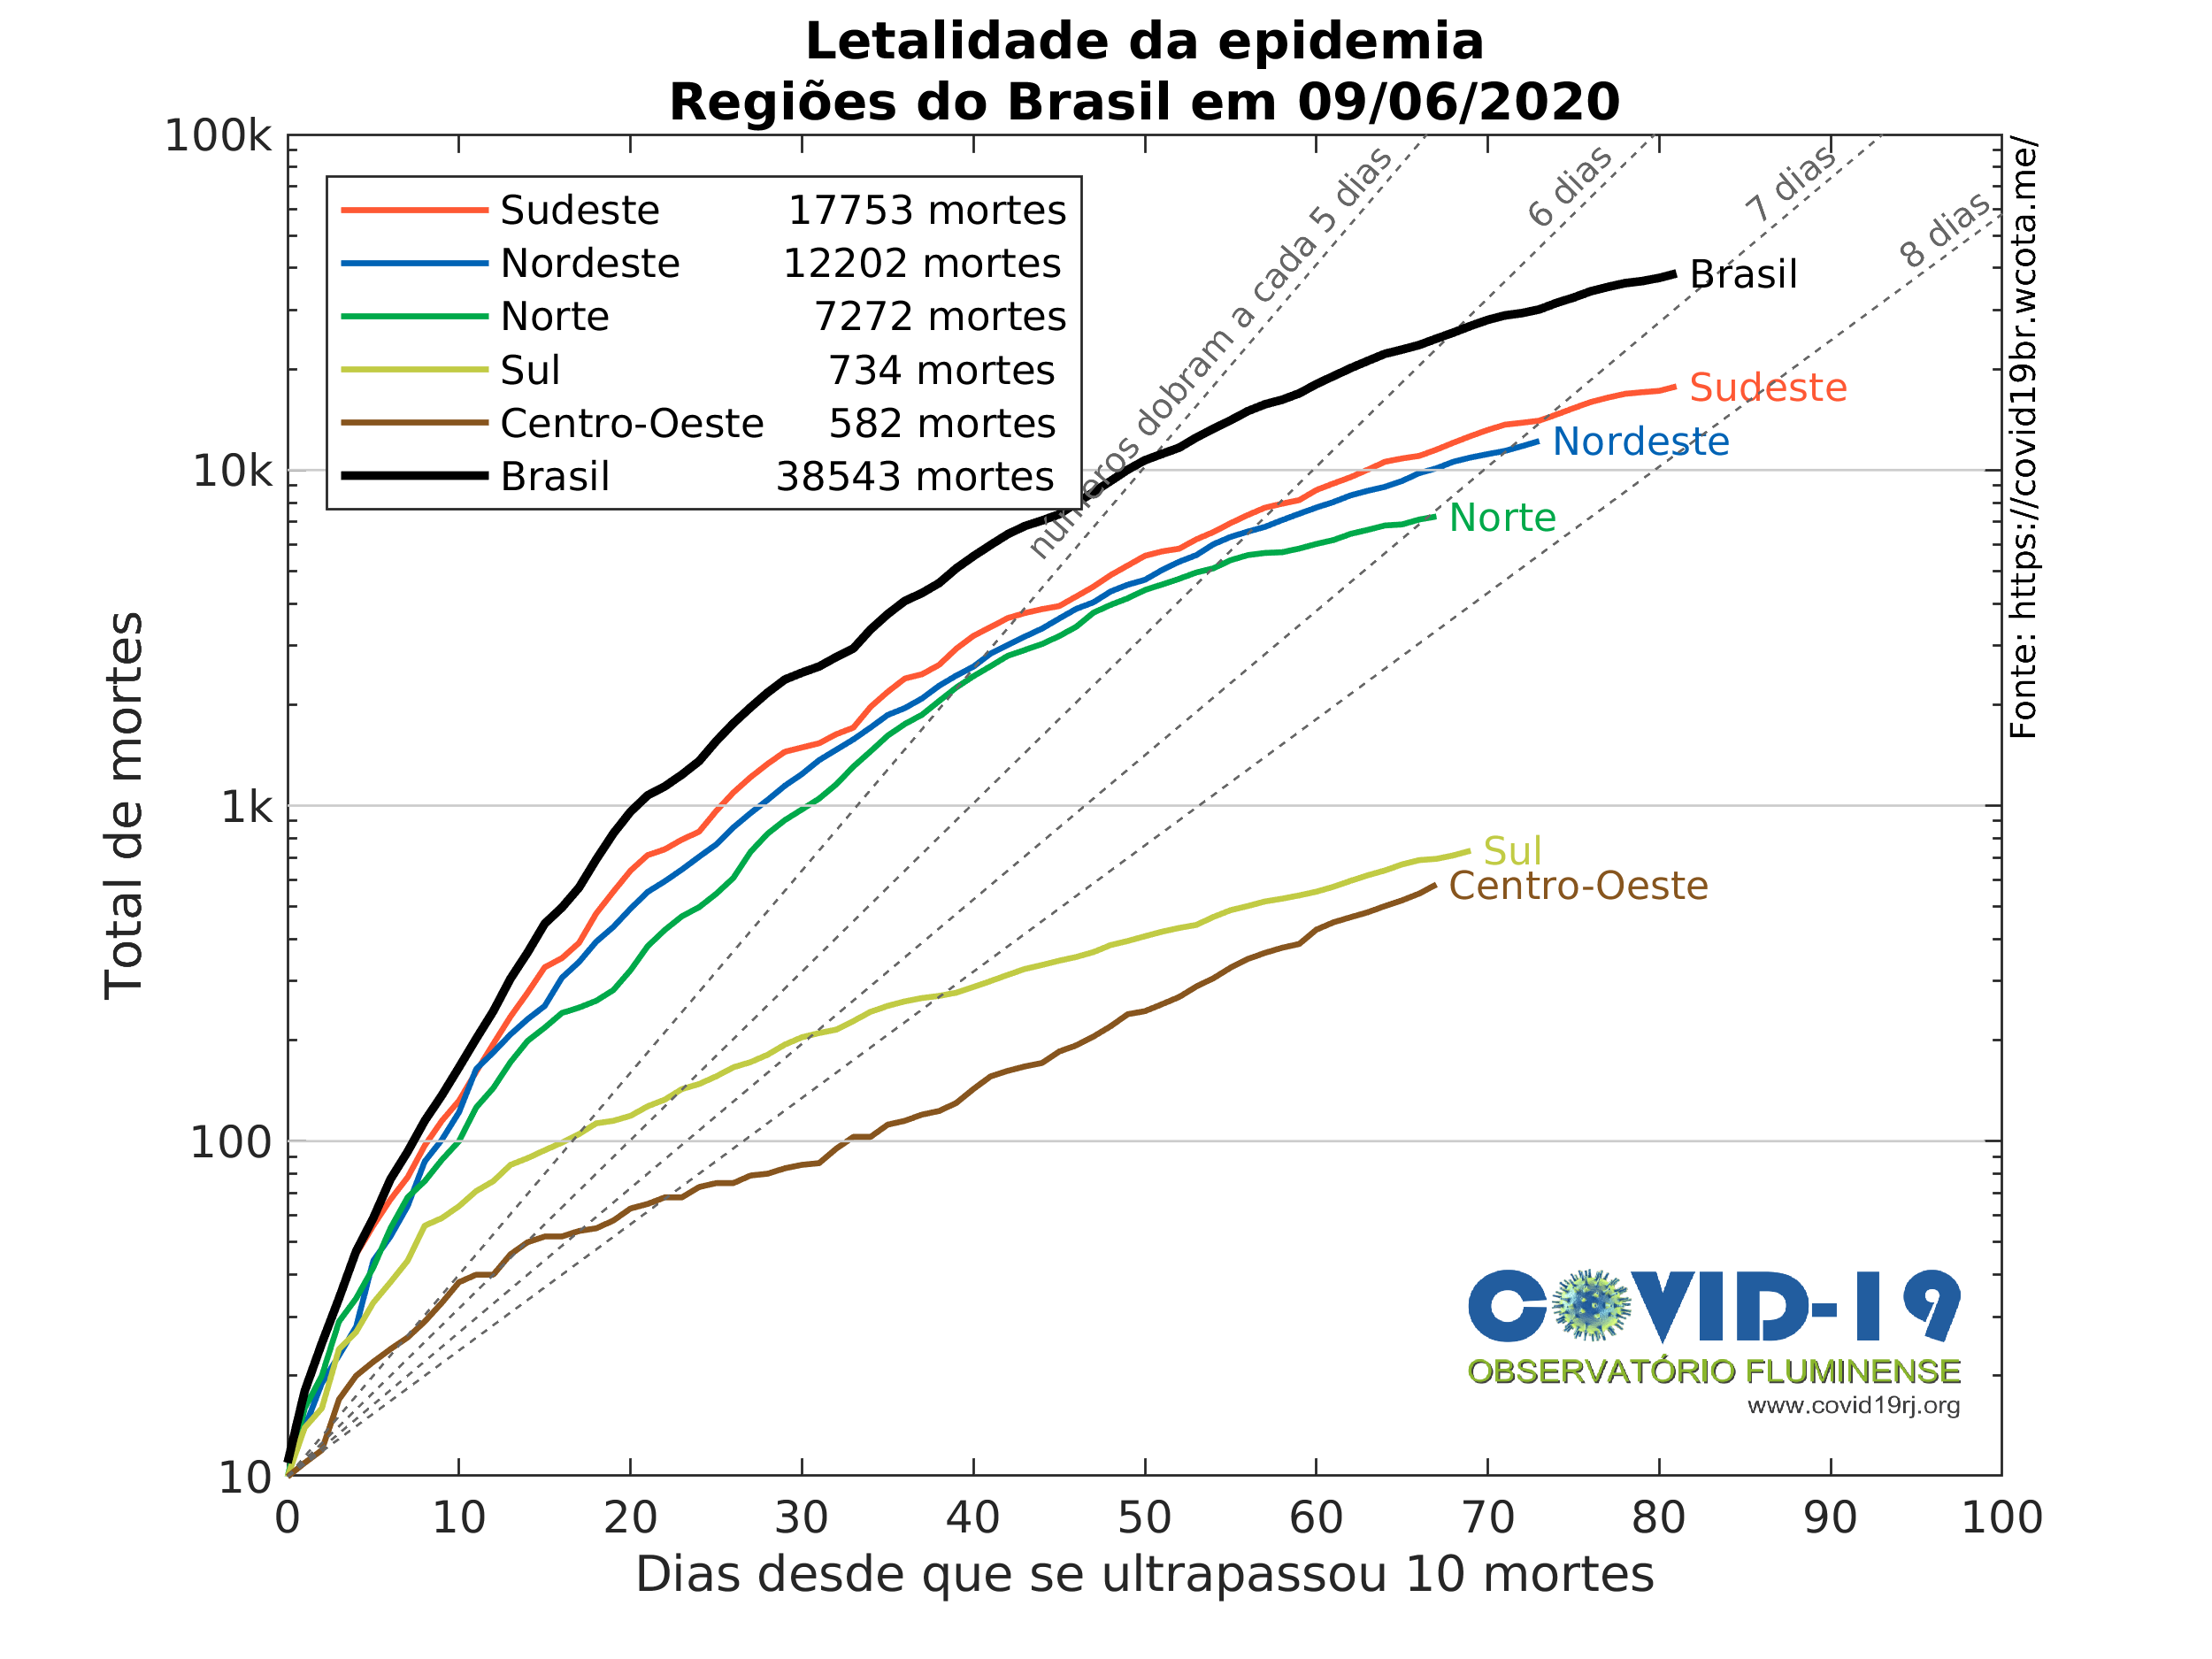 Letalidade da epidemia
Regiões do Brasil em 09/06/2020
100k
10k
1k
100
10
Total de mortes
Sudeste 17753 mortes
Nordeste 12202 mortes
Norte 7272 mortes
Sul 734 mortes
Centro-Oeste 582 mortes
Brasil 38543 mortes
números dobram a cada 5 dias
6 dias
7 dias
8 dias
Brasil
Sudeste
Nordeste
Norte
Sul
Centro-Oeste
Fonte: https://covid19br.wcota.me/
COVID-19
OBSERVATÓRIO FLUMINENSE
www.covid19rj.org
0 10 20 30 40 50 60 70 80 90 100
Dias desde que se ultrapassou 10 mortes